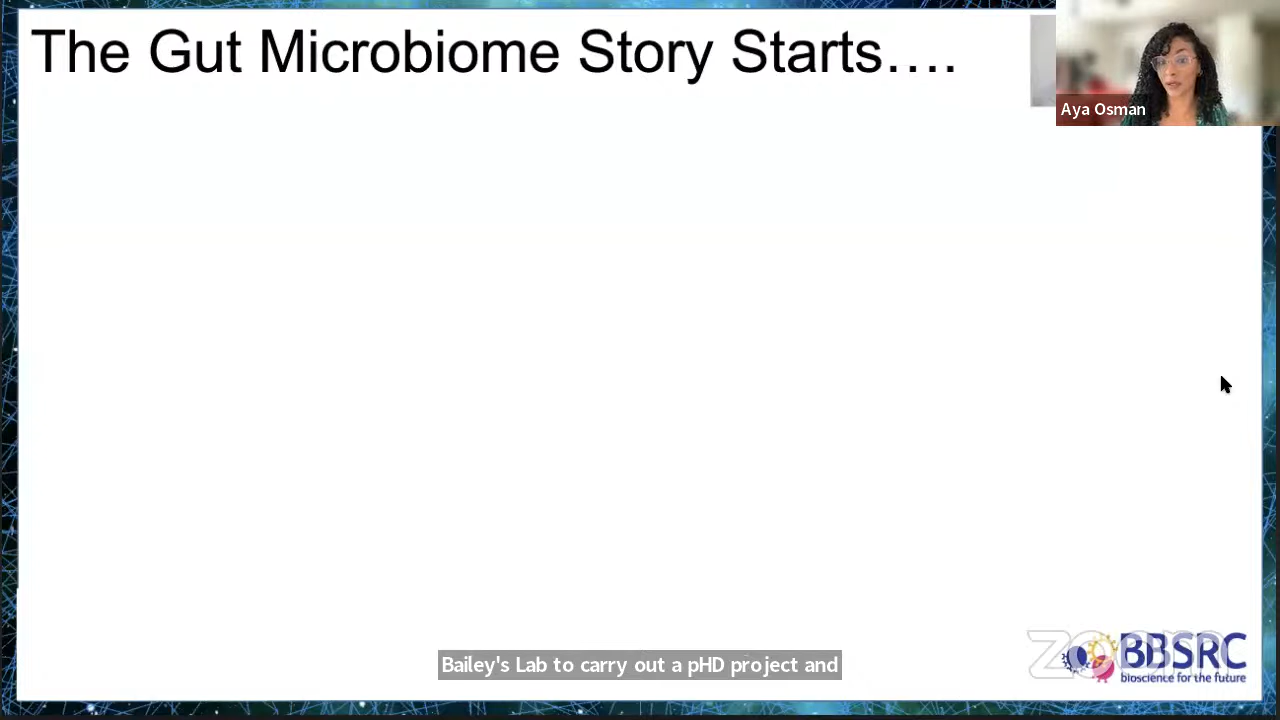 The Gut Microbiome Story Starts….
Aya Osman
Bailey's Lab to carry out a pHD project and
zoom
BBSRC
bioscience for the future